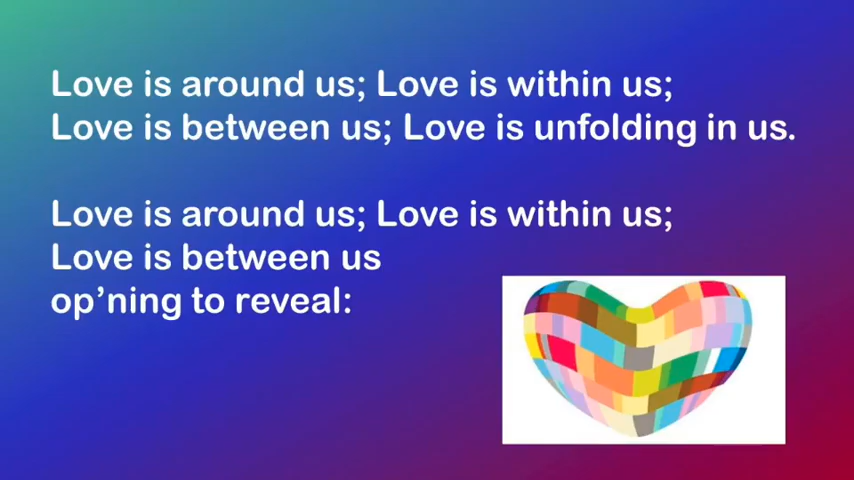 Love is around us; Love is within us;
Love is between us; Love is unfolding in us.
Love is around us; Love is within us;
Love is between us
op’ning to reveal: